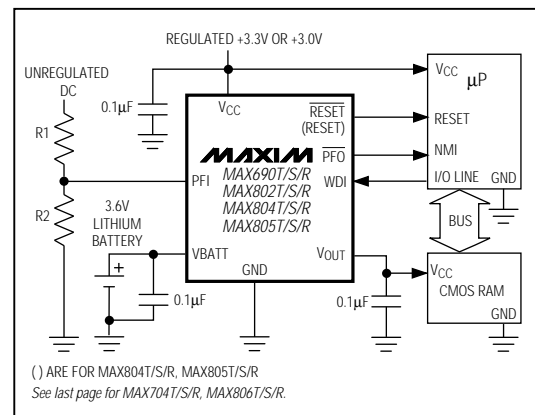 REGULATED +3.3V OR +3.0V
UNREGULATED
DC
R1
R2
0.1µF
VCC
RESET
(RESET)
MAXIM
PFO
MAX690T/S/R
MAX802T/S/R
MAX804T/S/R
MAX805T/S/R
PFI
WDI
3.6V
LITHIUM
BATTERY
+
VBATT
VOUT
GND
0.1µF
0.1µF
VCC
µP
RESET
NMI
I/O LINE
GND
BUS
VCC
CMOS RAM
GND
( ) ARE FOR MAX804T/S/R, MAX805T/S/R
See last page for MAX704T/S/R, MAX806T/S/R.